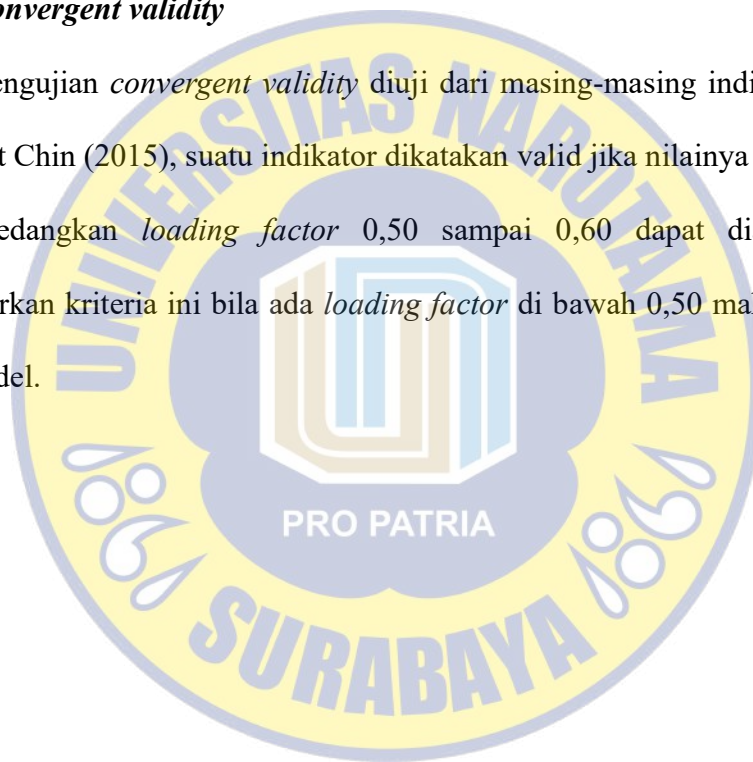 onvergent validity
engujian convergent validity diuji dari masing-masing indi
t Chin (2015), suatu indikator dikatakan valid jika nilainya
edangkan loading factor 0,50 sampai 0,60 dapat di
rkan kriteria ini bila ada loading factor di bawah 0,50 mal
del.
UNIVERSITAS NAROTAMA
PRO PATRIA
SURABAYA